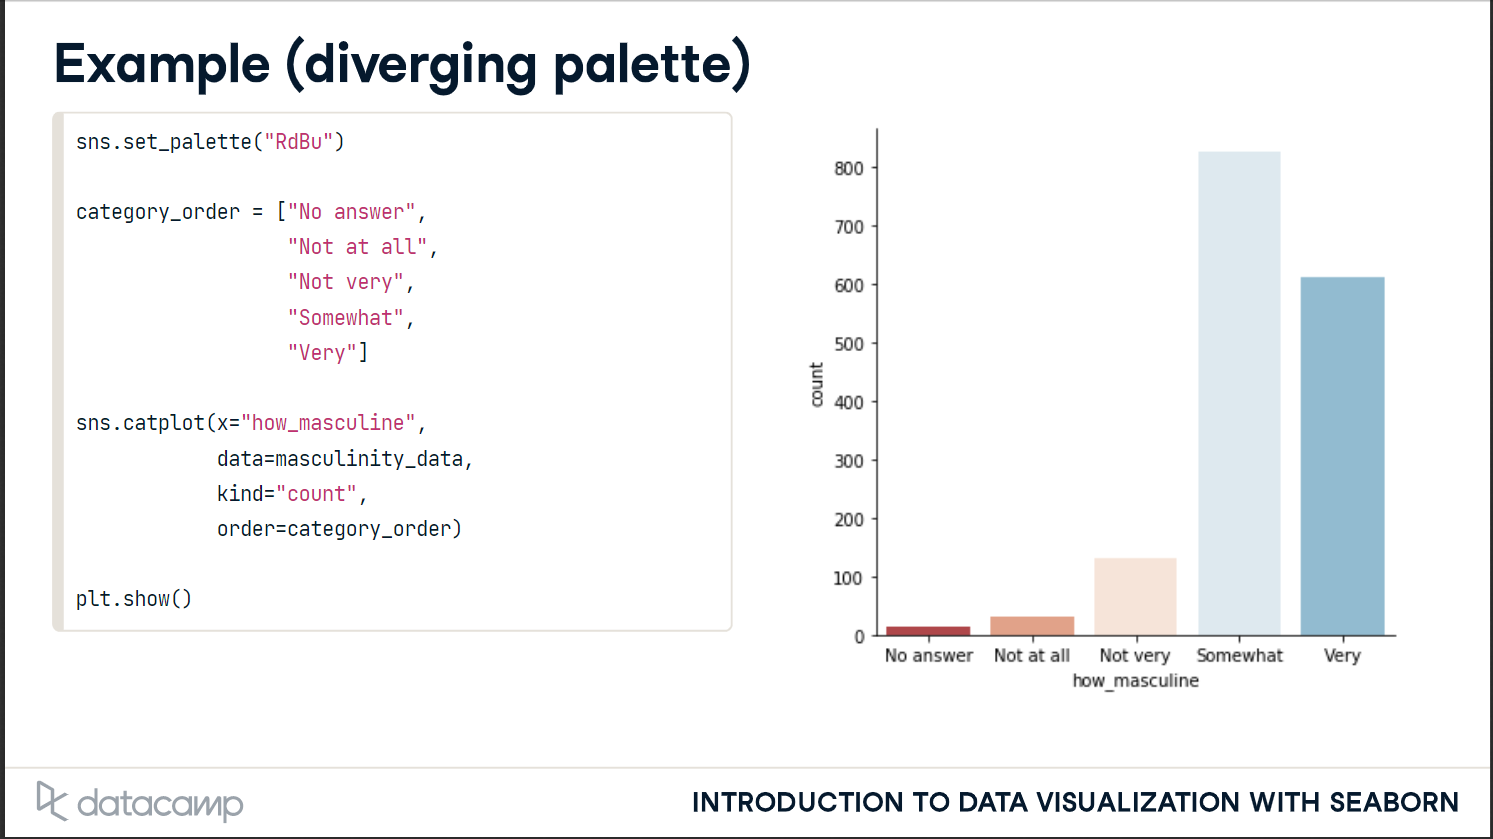 Example (diverging palette)
sns.set_palette("RdBu")
category_order = ["No answer",
"Not at all",
"Not very",
"Somewhat",
"Very"]
sns.catplot(x="how_masculine",
data=masculinity_data,
kind="count",
order=category_order)
plt.show()
800
700
600
500
400
300
200
100
0
count
No answer Not at all Not very Somewhat Very
how_masculine
datacamp
INTRODUCTION TO DATA VISUALIZATION WITH SEABORN